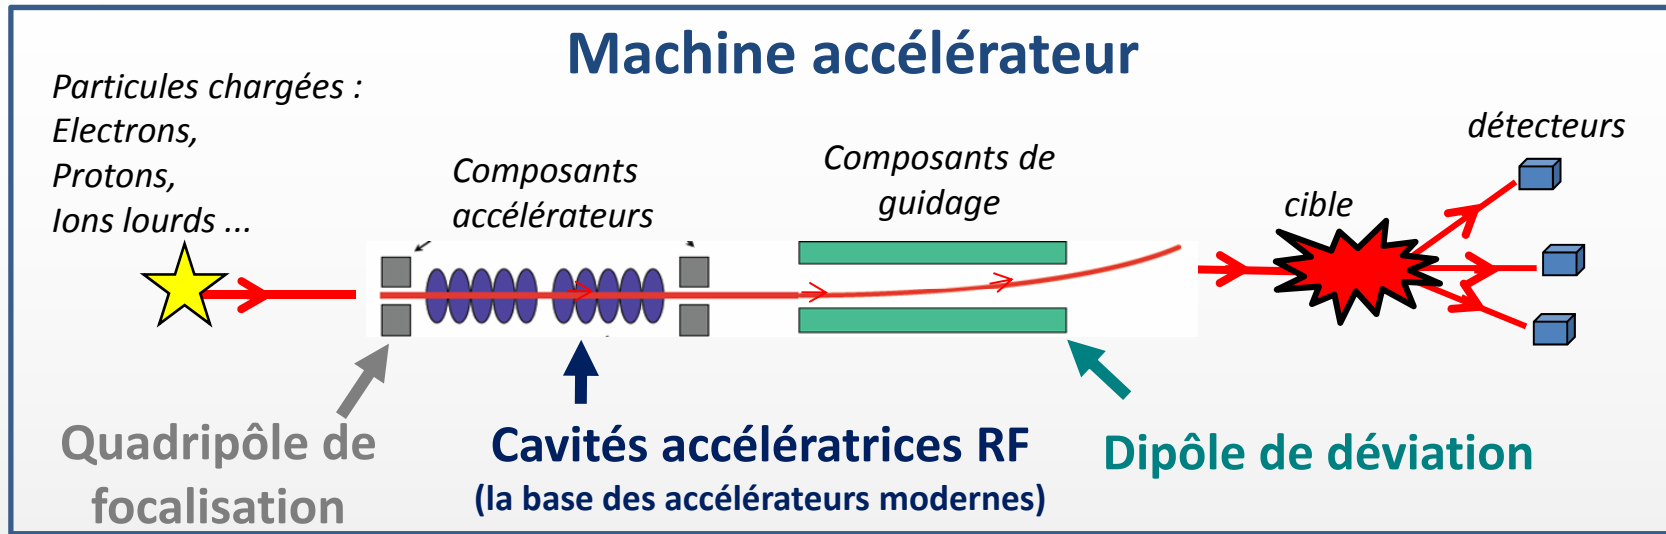 Machine accélérateur
Particules chargées :
Electrons,
Protons,
Ions lourds ...
Composants
accélérateurs
Composants de
guidage
cible
détecteurs
Quadripôle de
focalisation
Cavités accélératrices RF
(la base des accélérateurs modernes)
Dipôle de déviation